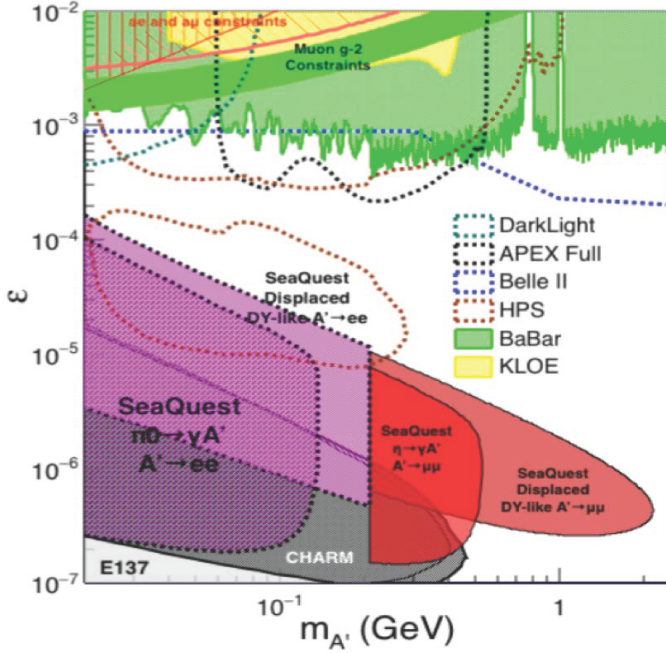 10⁻²
ae and aμ constraints
Muon g-2
Constraints
10⁻³
10⁻⁴
ε
10⁻⁵
10⁻⁶
10⁻⁷
SeaQuest
Displaced
DY-like A'→ee
DarkLight
APEX Full
Belle II
HPS
BaBar
KLOE
SeaQuest
π0→γA'
A'→ee
SeaQuest
η→γA'
A'→μμ
SeaQuest
Displaced
DY-like A'→μμ
CHARM
E137
10⁻¹
1
m_A' (GeV)